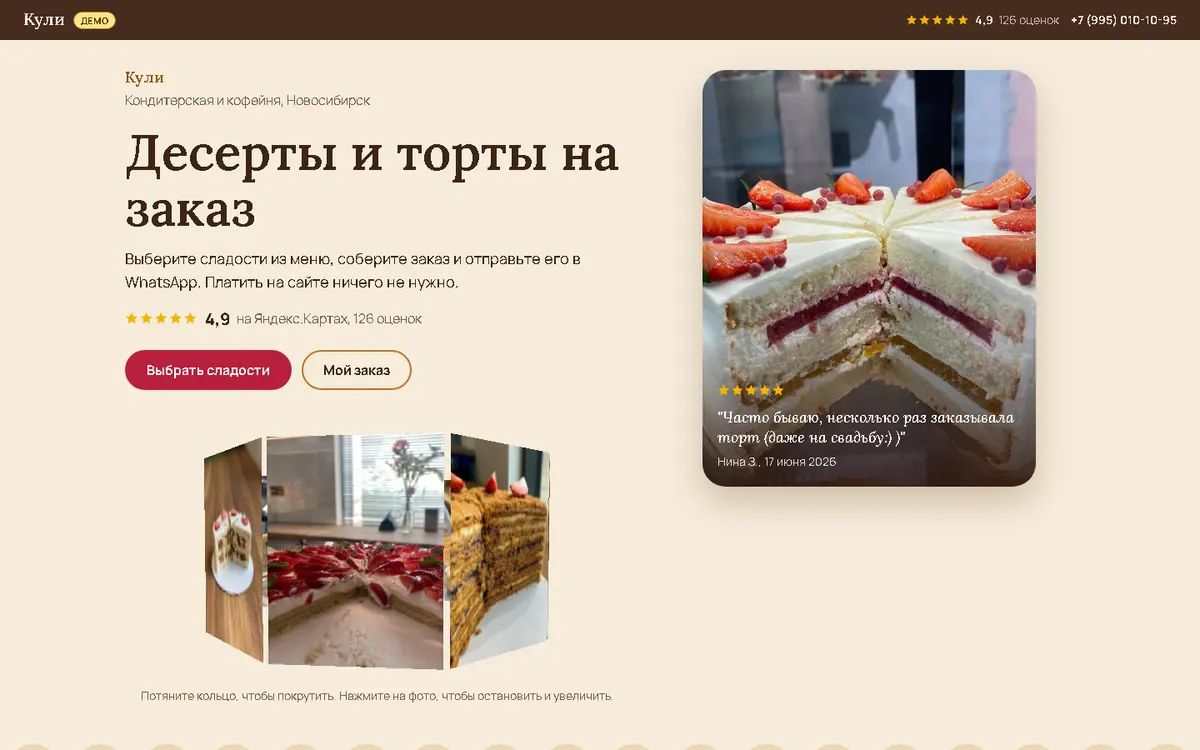 Кули ДЕМО
4,9 126 оценок +7 (995) 010-10-95
Кули
Кондитерская и кофейня, Новосибирск
Десерты и торты на
заказ
Выберите сладости из меню, соберите заказ и отправьте его в
WhatsApp. Платить на сайте ничего не нужно.
4,9 на Яндекс.Картах, 126 оценок
Выбрать сладости
Мой заказ
"Часто бываю, несколько раз заказывала
торт (даже на свадьбу:) )"
Нина З., 17 июня 2026
Потяните кольцо, чтобы покрутить. Нажмите на фото, чтобы остановить и увеличить.